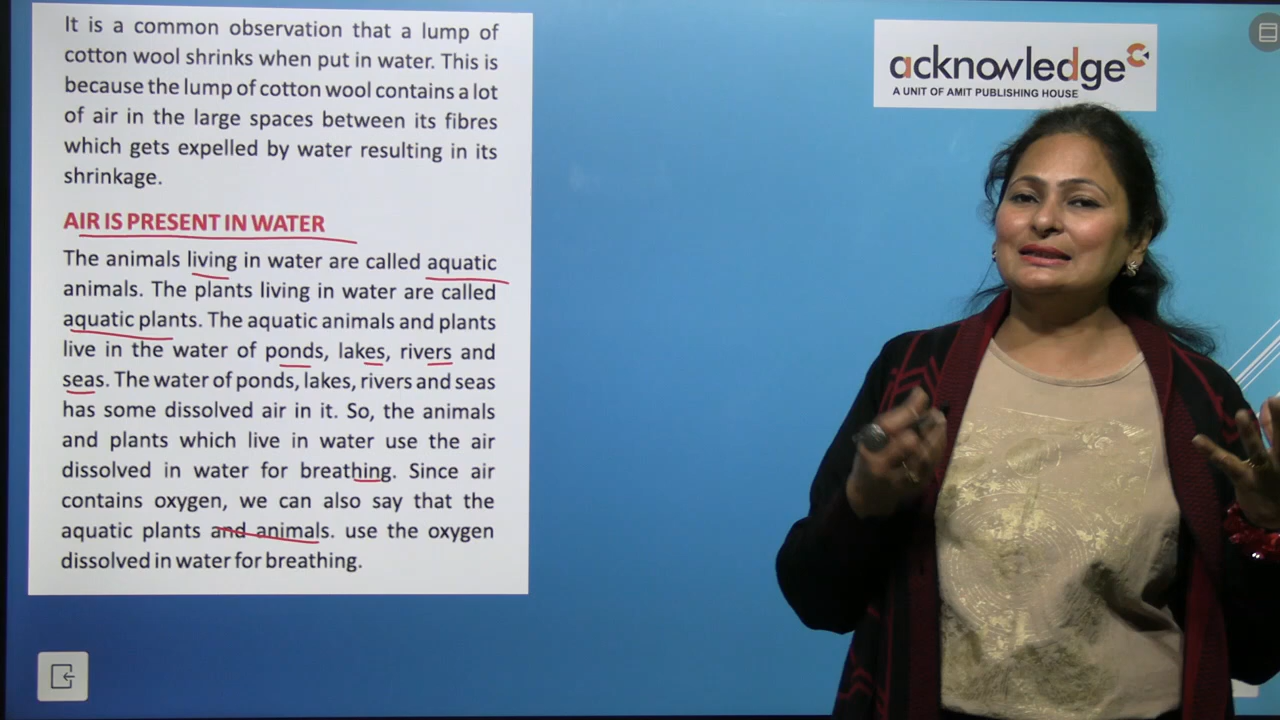 It is a common observation that a lump of
cotton wool shrinks when put in water. This is
because the lump of cotton wool contains a lot
of air in the large spaces between its fibres
which gets expelled by water resulting in its
shrinkage.
AIR IS PRESENT IN WATER
The animals living in water are called aquatic
animals. The plants living in water are called
aquatic plants. The aquatic animals and plants
live in the water of ponds, lakes, rivers and
seas. The water of ponds, lakes, rivers and seas
has some dissolved air in it. So, the animals
and plants which live in water use the air
dissolved in water for breathing. Since air
contains oxygen, we can also say that the
aquatic plants and animals. use the oxygen
dissolved in water for breathing.
acknowledge
A UNIT OF AMIT PUBLISHING HOUSE